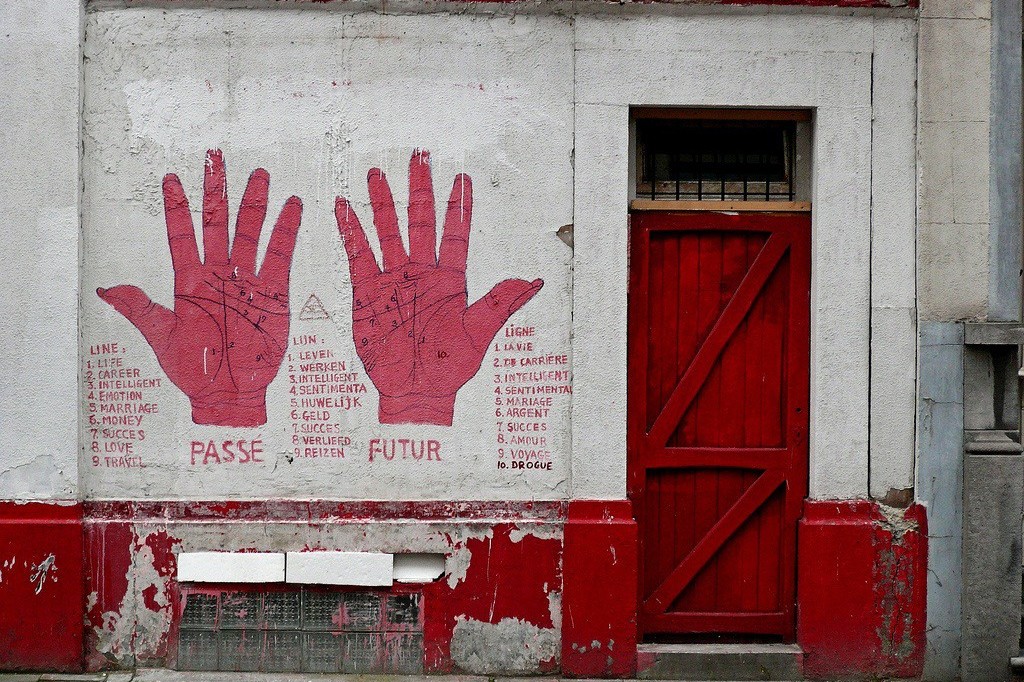 LINE:
1. LIFE
2. CAREER
3. INTELLIGENT
4. EMOTION
5. MARRIAGE
6. MONEY
7. SUCCES
8. LOVE
9. TRAVEL
PASSÉ
LIJN:
1. LEVEN
2. WERKEN
3. INTELLIGENT
4. SENTIMENTA
5. HUWELIJK
6. GELD
7. SUCCES
8. VERLIEFD
9. REIZEN
FUTUR
LIGNE
1. LA VIE
2. DE CARRIÈRE
3. INTELLIGENT
4. SENTIMENTAL
5. MARIAGE
6. ARGENT
7. SUCCES
8. AMOUR
9. VOYAGE
10. DROGUE